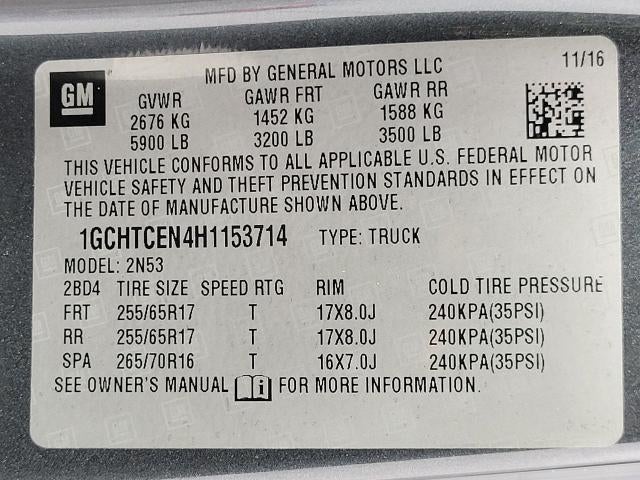 GM
MFD BY GENERAL MOTORS LLC 11/16
GVWR GAWR FRT GAWR RR
2676 KG 1452 KG 1588 KG
5900 LB 3200 LB 3500 LB
THIS VEHICLE CONFORMS TO ALL APPLICABLE U.S. FEDERAL MOTOR
VEHICLE SAFETY AND THEFT PREVENTION STANDARDS IN EFFECT ON
THE DATE OF MANUFACTURE SHOWN ABOVE.
1GCHTCEN4H1153714 TYPE: TRUCK
MODEL: 2N53
2BD4 TIRE SIZE SPEED RTG RIM COLD TIRE PRESSURE
FRT 255/65R17 T 17X8.0J 240KPA(35PSI)
RR 255/65R17 T 17X8.0J 240KPA(35PSI)
SPA 265/70R16 T 16X7.0J 240KPA(35PSI)
SEE OWNER'S MANUAL i FOR MORE INFORMATION.